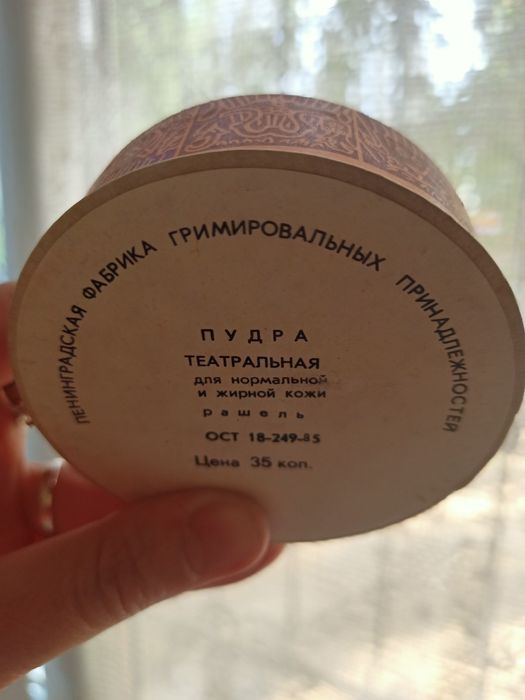 ЛЕНИНГРАДСКАЯ ФАБРИКА ГРИМИРОВАЛЬНЫХ ПРИНАДЛЕЖНОСТЕЙ
ПУДРА
ТЕАТРАЛЬНАЯ
для нормальной
и жирной кожи
рашель
ОСТ 18-249-85
Цена 35 коп.